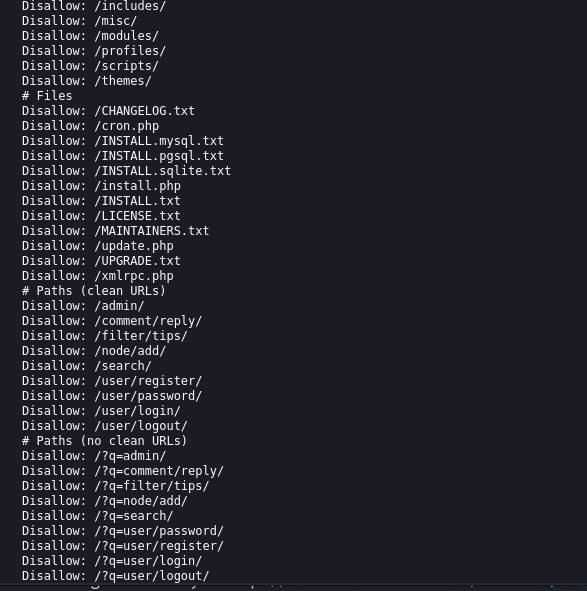 Disallow: /includes/
Disallow: /misc/
Disallow: /modules/
Disallow: /profiles/
Disallow: /scripts/
Disallow: /themes/
# Files
Disallow: /CHANGELOG.txt
Disallow: /cron.php
Disallow: /INSTALL.mysql.txt
Disallow: /INSTALL.pgsql.txt
Disallow: /INSTALL.sqlite.txt
Disallow: /install.php
Disallow: /INSTALL.txt
Disallow: /LICENSE.txt
Disallow: /MAINTAINERS.txt
Disallow: /update.php
Disallow: /UPGRADE.txt
Disallow: /xmlrpc.php
# Paths (clean URLs)
Disallow: /admin/
Disallow: /comment/reply/
Disallow: /filter/tips/
Disallow: /node/add/
Disallow: /search/
Disallow: /user/register/
Disallow: /user/password/
Disallow: /user/login/
Disallow: /user/logout/
# Paths (no clean URLs)
Disallow: /?q=admin/
Disallow: /?q=comment/reply/
Disallow: /?q=filter/tips/
Disallow: /?q=node/add/
Disallow: /?q=search/
Disallow: /?q=user/password/
Disallow: /?q=user/register/
Disallow: /?q=user/login/
Disallow: /?q=user/logout/